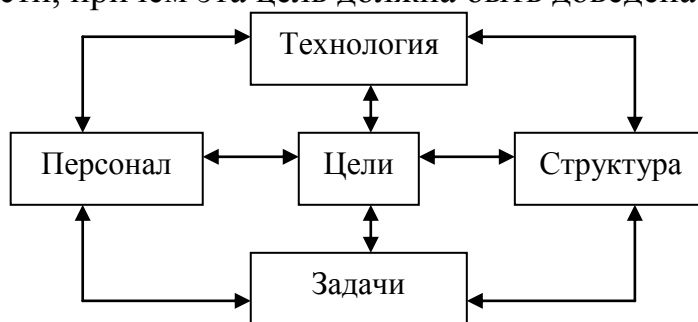 сти, причем эта цель должна быть доведена
Технология
Персонал Цели Структура
Задачи